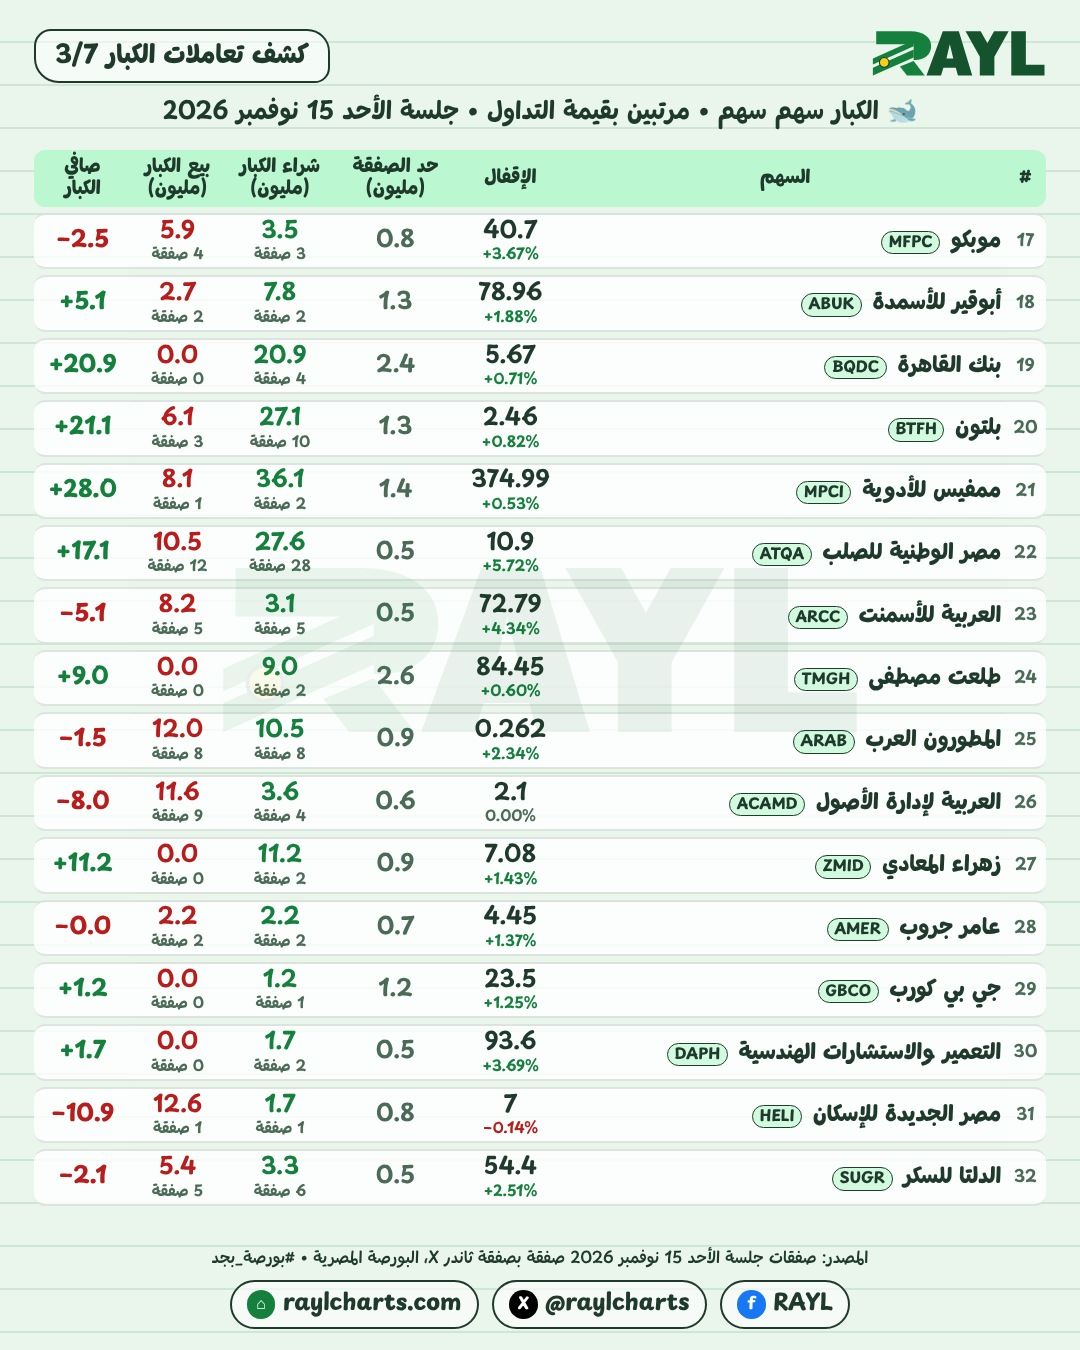 RAYL
كشف تعاملات الكبار 3/7
🐋 الكبار سهم سهم • مرتبين بقيمة التداول • جلسة الأحد 15 نوفمبر 2026
# السهم الإقفال حد الصفقة (مليون) شراء الكبار (مليون) بيع الكبار (مليون) صافي الكبار
17 موبكو MFPC 40.7 0.8 3.5 5.9 −2.5
+3.67% 3 صفقة 4 صفقة
18 أبوقير للأسمدة ABUK 78.96 1.3 7.8 2.7 +5.1
+1.88% 2 صفقة 2 صفقة
19 بنك القاهرة BQDC 5.67 2.4 20.9 0.0 +20.9
+0.71% 4 صفقة 0 صفقة
20 بلتون BTFH 2.46 1.3 27.1 6.1 +21.1
+0.82% 10 صفقة 3 صفقة
21 ممفيس للأدوية MPCI 374.99 1.4 36.1 8.1 +28.0
+0.53% 2 صفقة 1 صفقة
22 مصر الوطنية للصلب ATQA 10.9 0.5 27.6 10.5 +17.1
+5.72% 28 صفقة 12 صفقة
23 العربية للأسمنت ARCC 72.79 0.5 3.1 8.2 −5.1
+4.34% 5 صفقة 5 صفقة
24 طلعت مصطفى TMGH 84.45 2.6 9.0 0.0 +9.0
+0.60% 2 صفقة 0 صفقة
25 المطورون العرب ARAB 0.262 0.9 10.5 12.0 −1.5
+2.34% 8 صفقة 8 صفقة
26 العربية لإدارة الأصول ACAMD 2.1 0.6 3.6 11.6 −8.0
0.00% 4 صفقة 9 صفقة
27 زهراء المعادي ZMID 7.08 0.9 11.2 0.0 +11.2
+1.43% 2 صفقة 0 صفقة
28 عامر جروب AMER 4.45 0.7 2.2 2.2 −0.0
+1.37% 2 صفقة 2 صفقة
29 جي بي كورب GBCO 23.5 1.2 1.2 0.0 +1.2
+1.25% 1 صفقة 0 صفقة
30 التعمير والاستشارات الهندسية DAPH 93.6 0.5 1.7 0.0 +1.7
+3.69% 2 صفقة 0 صفقة
31 مصر الجديدة للإسكان HELI 7 0.8 1.7 12.6 −10.9
−0.14% 1 صفقة 1 صفقة
32 الدلتا للسكر SUGR 54.4 0.5 3.3 5.4 −2.1
+2.51% 6 صفقة 5 صفقة
المصدر: صفقات جلسة الأحد 15 نوفمبر 2026 صفقة بصفقة ثاندر X، البورصة المصرية • #بورصة_بجد
raylcharts.com X @raylcharts f RAYL